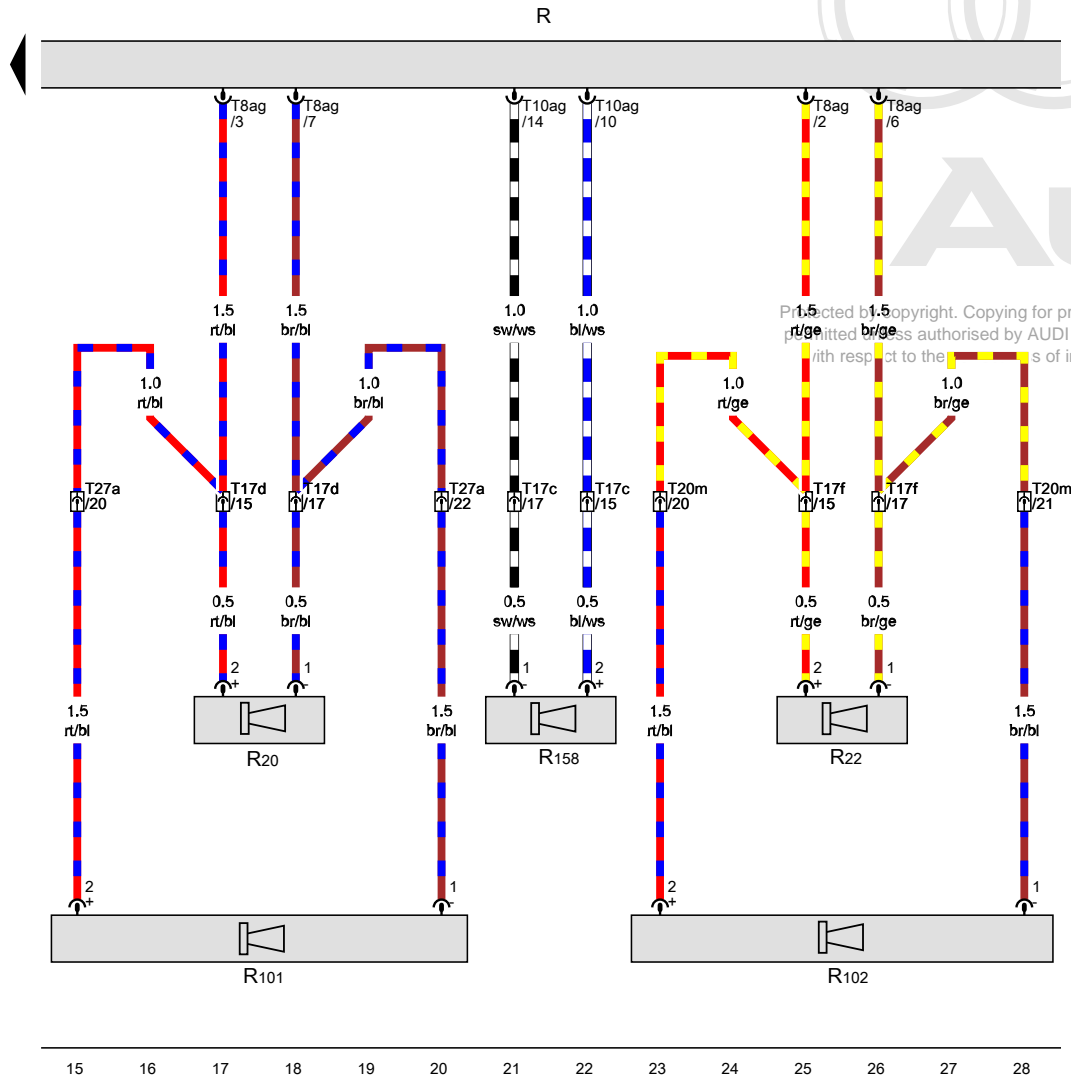 R
T8ag
/3
T8ag
/7
T10ag
/14
T10ag
/10
T8ag
/2
T8ag
/6
Au
1.5
rt/bl
1.5
br/bl
1.0
sw/ws
1.0
bl/ws
1.5
rt/ge
1.5
br/ge
Protected by copyright. Copying for pr
permitted unless authorised by AUDI
with respect to the s of i
1.0
rt/bl
1.0
br/bl
1.0
rt/ge
1.0
br/ge
T27a
/20
T17d
/15
T17d
/17
T27a
/22
T17c
/17
T17c
/15
T20m
/20
T17f
/15
T17f
/17
T20m
/21
0.5
rt/bl
0.5
br/bl
0.5
sw/ws
0.5
bl/ws
0.5
rt/ge
0.5
br/ge
2
+
1
-
1
-
2
+
2
+
1
-
1.5
rt/bl
R20
1.5
br/bl
R158
1.5
rt/bl
R22
1.5
br/bl
2
+
1
-
2
+
1
-
R101
R102
15 16 17 18 19 20 21 22 23 24 25 26 27 28